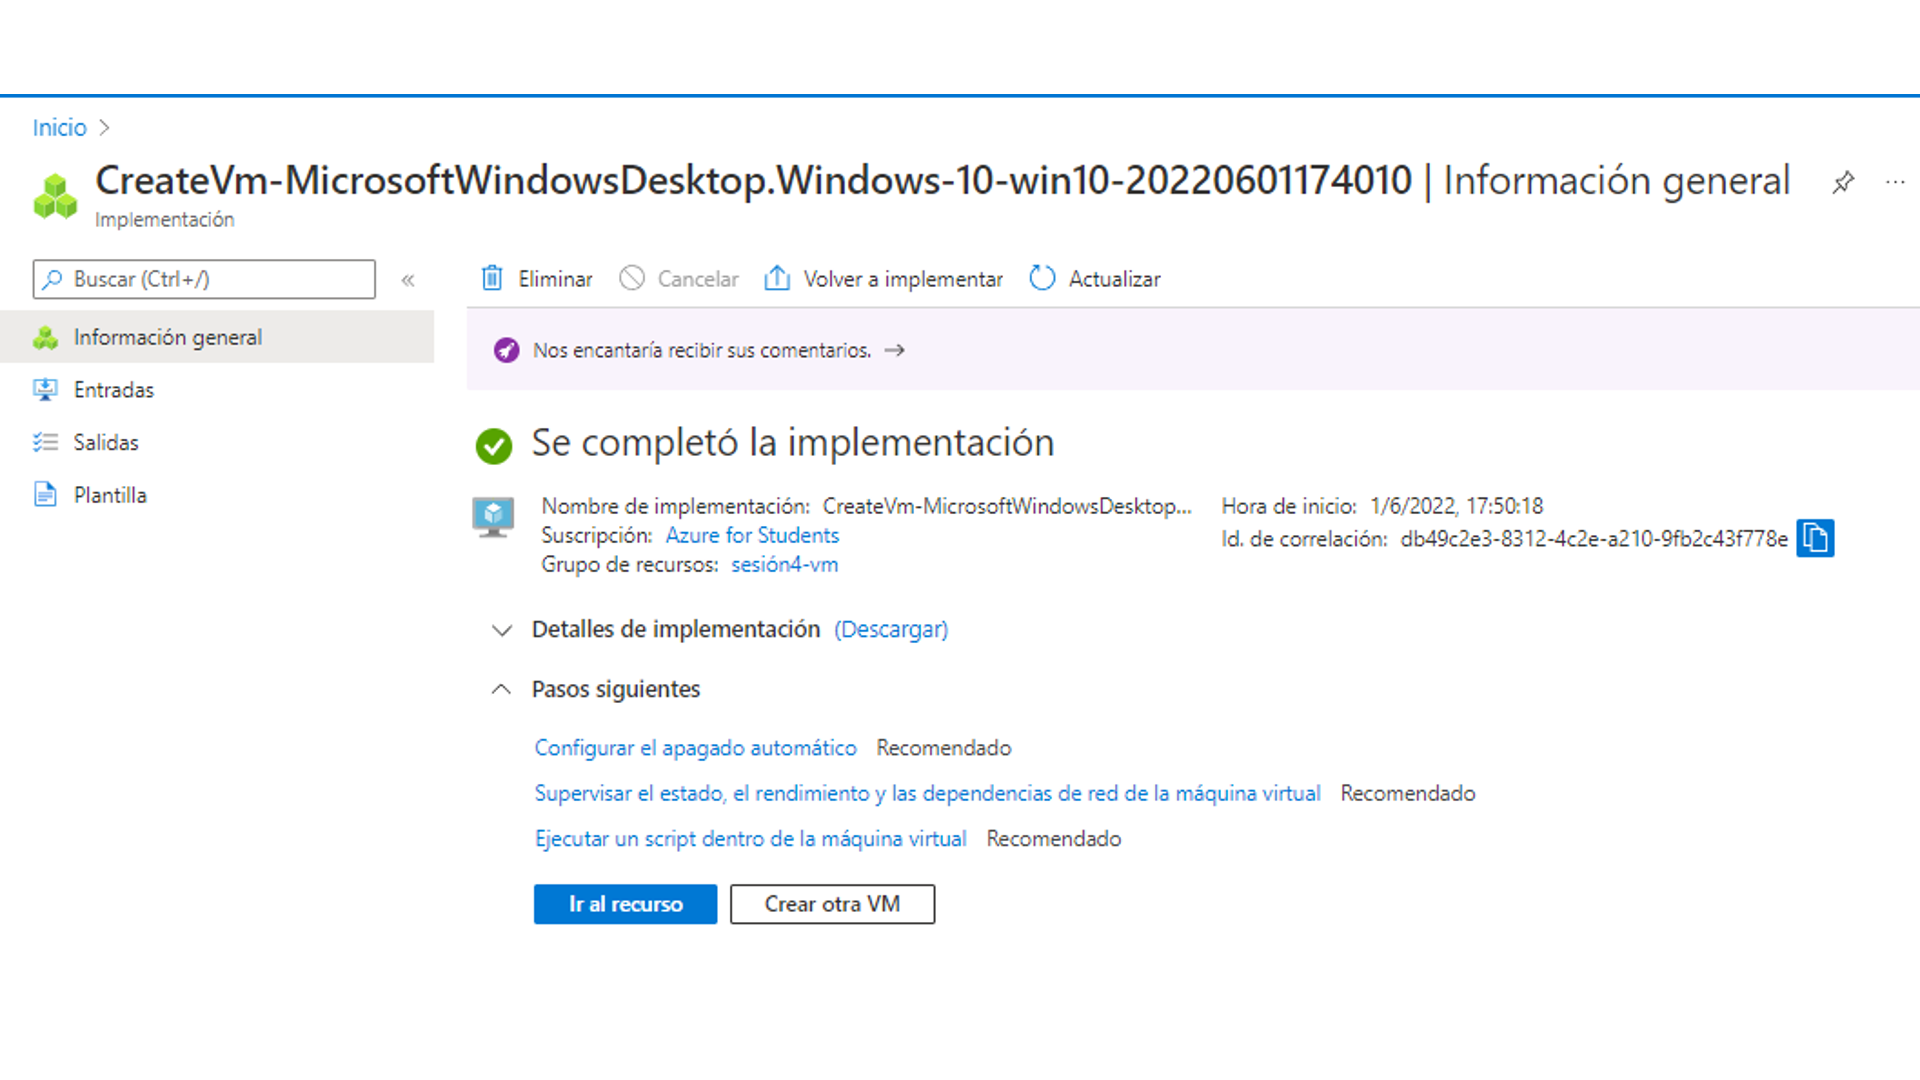 Inicio
CreateVm-MicrosoftWindowsDesktop.Windows-10-win10-20220601174010 | Información general
Implementación
Buscar (Ctrl+/)
Eliminar Cancelar Volver a implementar Actualizar
Información general
Entradas
Salidas
Plantilla
Nos encantaría recibir sus comentarios. →
Se completó la implementación
Nombre de implementación: CreateVm-MicrosoftWindowsDesktop...
Suscripción: Azure for Students
Grupo de recursos: sesión4-vm
Hora de inicio: 1/6/2022, 17:50:18
Id. de correlación: db49c2e3-8312-4c2e-a210-9fb2c43f778e
Detalles de implementación (Descargar)
Pasos siguientes
Configurar el apagado automático Recomendado
Supervisar el estado, el rendimiento y las dependencias de red de la máquina virtual Recomendado
Ejecutar un script dentro de la máquina virtual Recomendado
Ir al recurso Crear otra VM